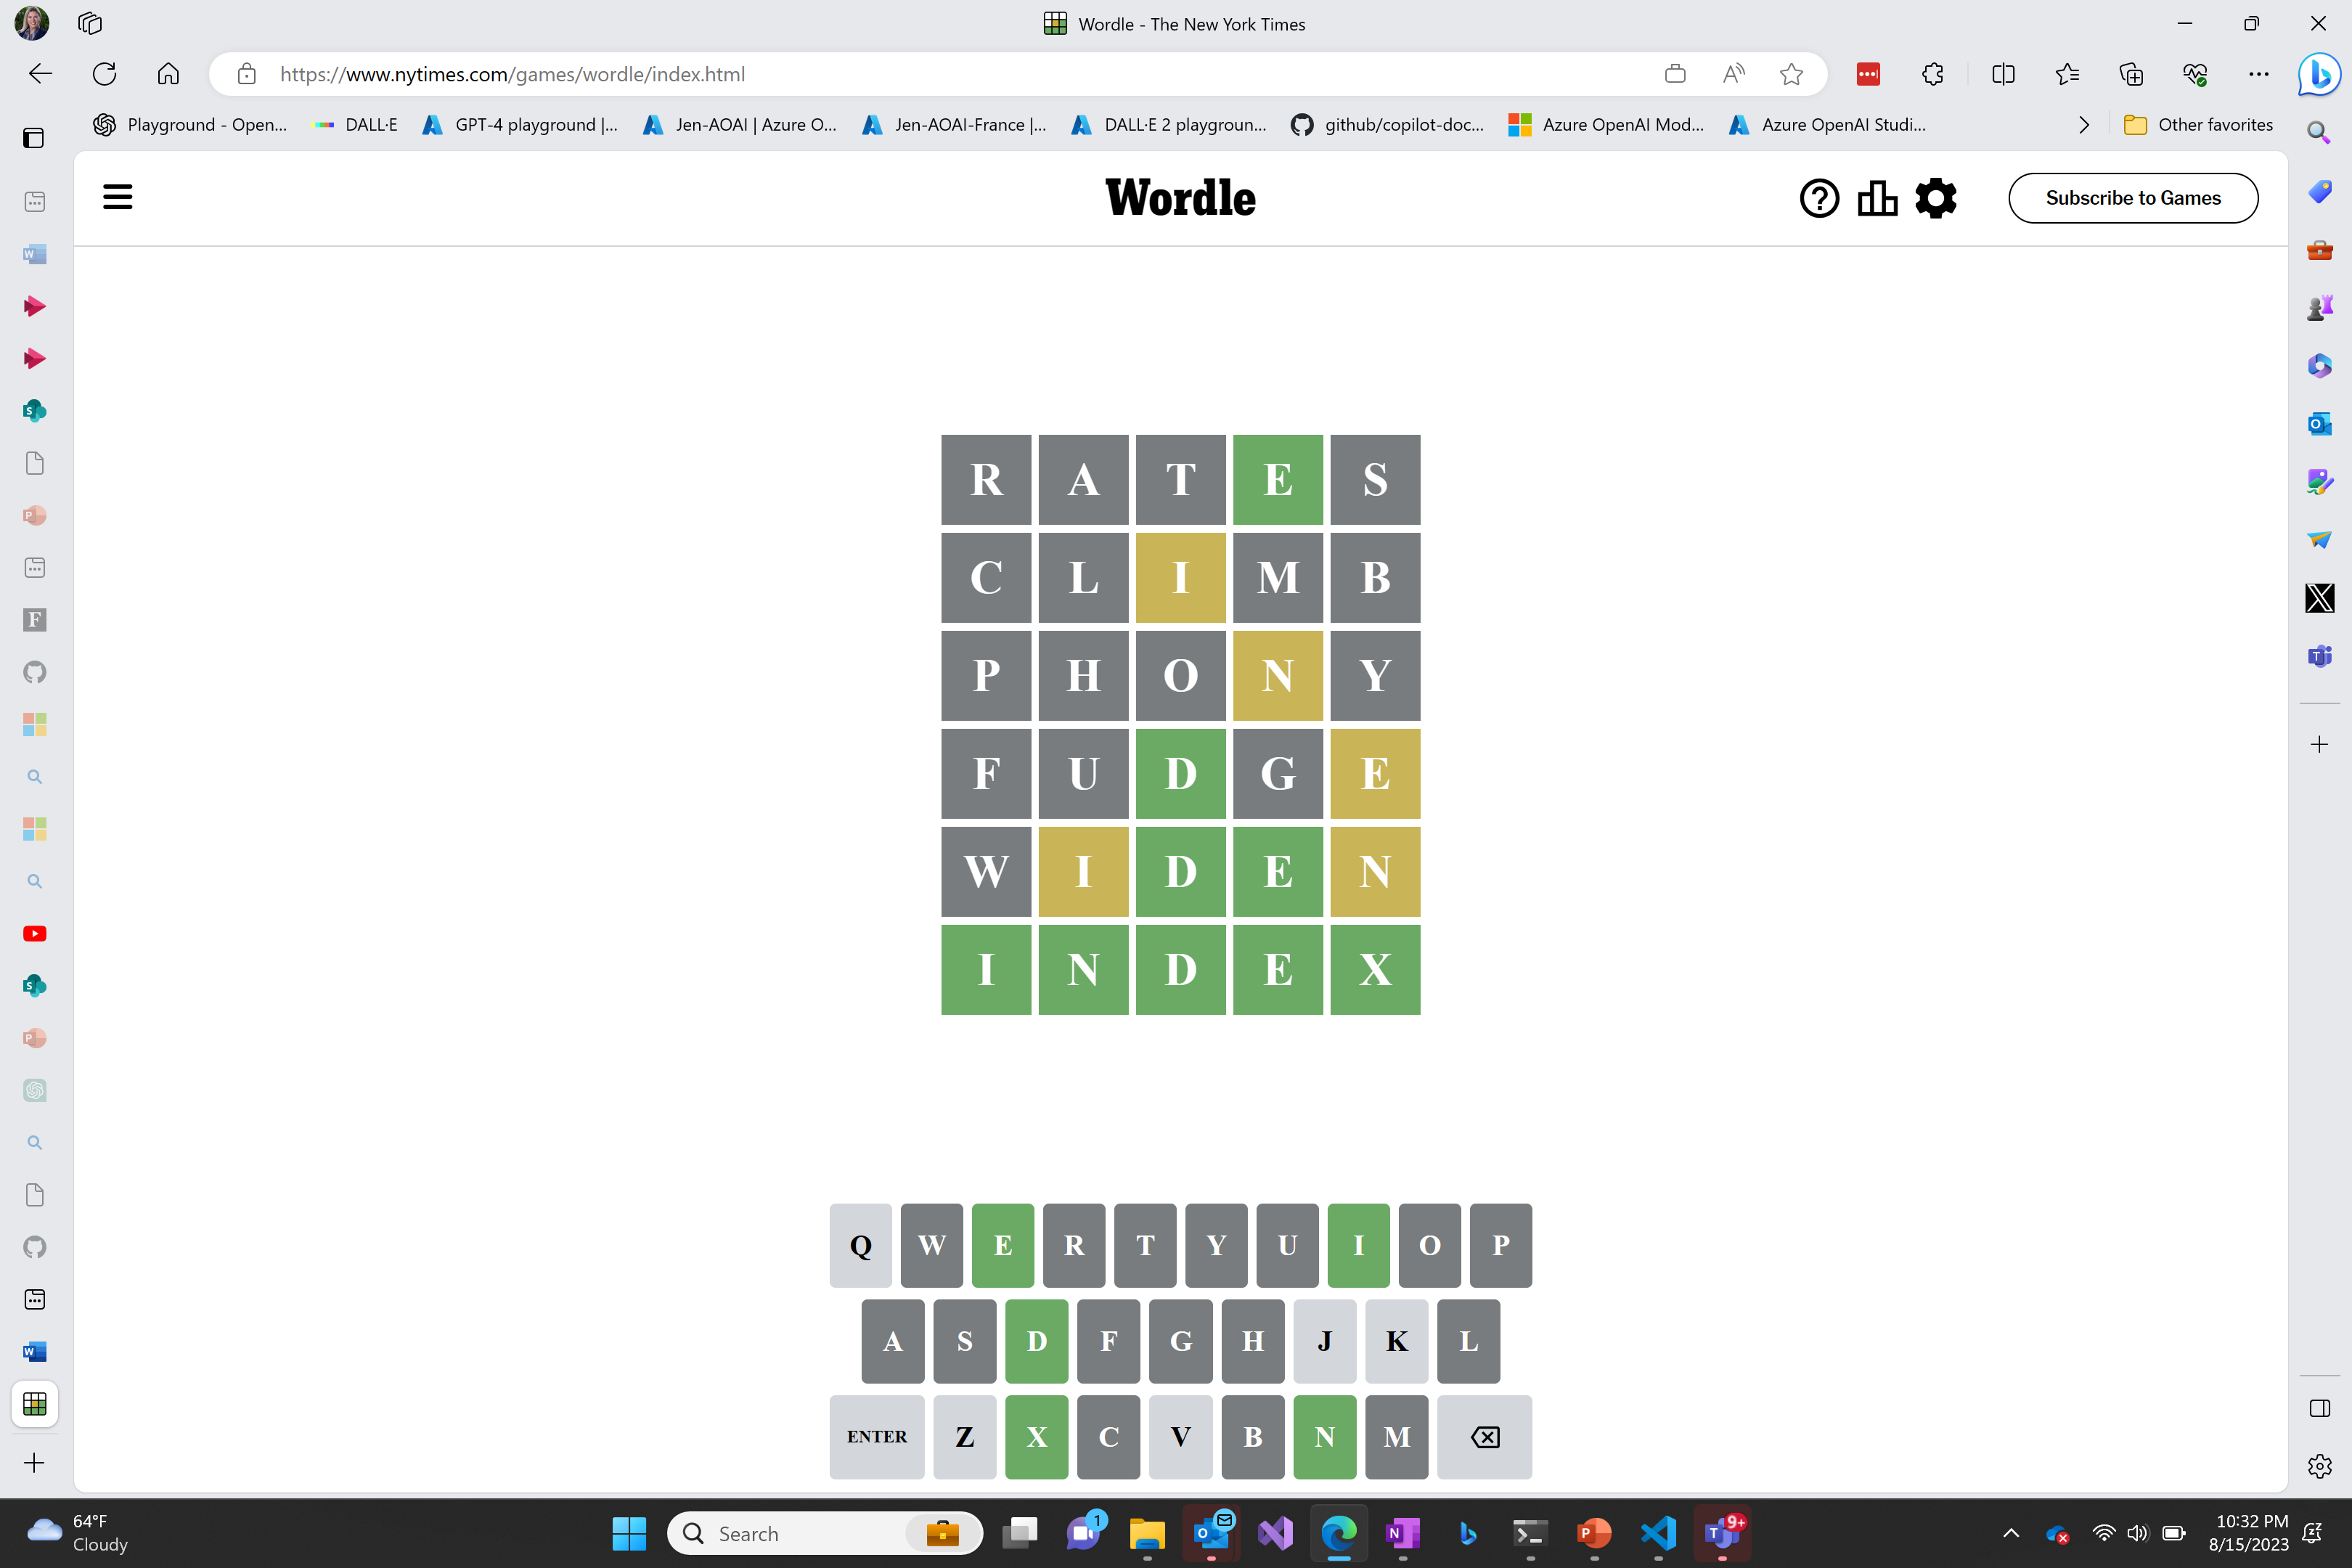 Wordle - The New York Times
https://www.nytimes.com/games/wordle/index.html
Playground - Open... DALL·E GPT-4 playground |... Jen-AOAI | Azure O... Jen-AOAI-France |... DALL·E 2 playgroun... github/copilot-doc... Azure OpenAI Mod... Azure OpenAI Studi... Other favorites
Wordle
Subscribe to Games
R A T E S
C L I M B
P H O N Y
F U D G E
W I D E N
I N D E X
Q W E R T Y U I O P
A S D F G H J K L
ENTER Z X C V B N M
64°F
Cloudy
Search
1
9+
10:32 PM
8/15/2023